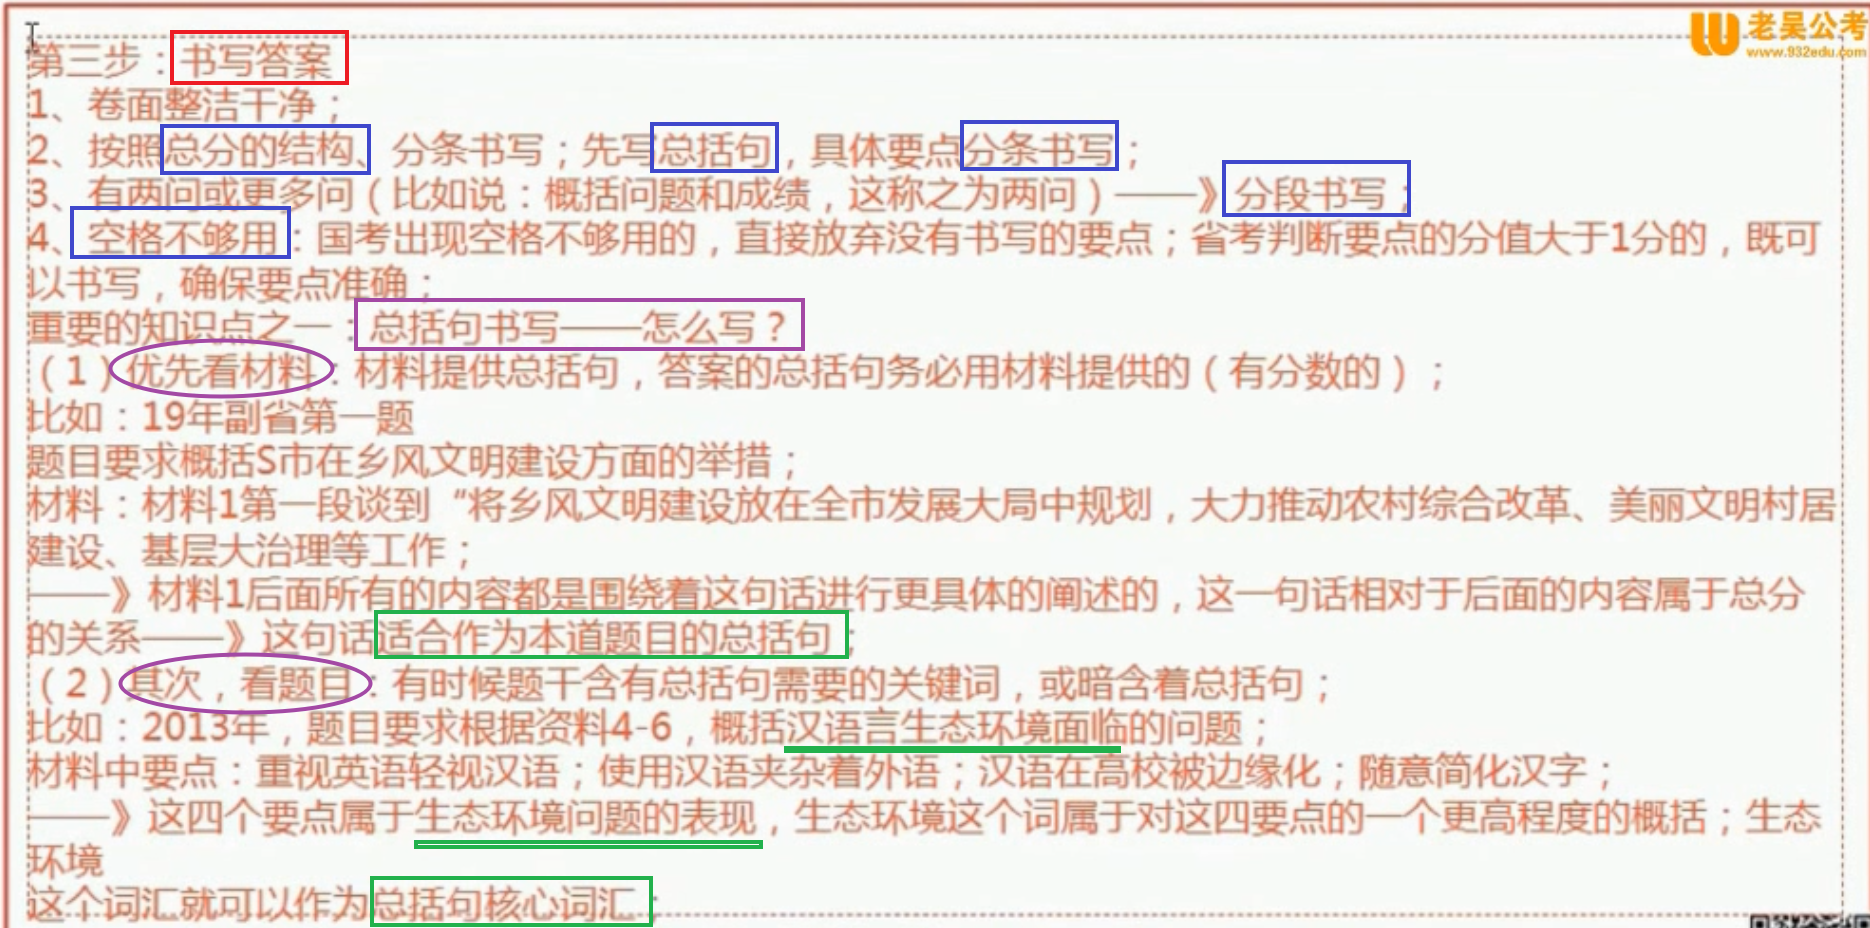 老吴公考
www.932edu.com
第三步：书写答案
1、卷面整洁干净；
2、按照总分的结构、分条书写；先写总括句，具体要点分条书写；
3、有两问或更多问（比如说：概括问题和成绩，这称之为两问）——》分段书写；
4、空格不够用：国考出现空格不够用的，直接放弃没有书写的要点；省考判断要点的分值大于1分的，既可
以书写，确保要点准确；
重要的知识点之一：总括句书写——怎么写？
（1）优先看材料：材料提供总括句，答案的总括句务必用材料提供的（有分数的）；
比如：19年副省第一题
题目要求概括S市在乡风文明建设方面的举措；
材料：材料1第一段谈到“将乡风文明建设放在全市发展大局中规划，大力推动农村综合改革、美丽文明村居
建设、基层大治理等工作；
——》材料1后面所有的内容都是围绕着这句话进行更具体的阐述的，这一句话相对于后面的内容属于总分
的关系——》这句话适合作为本道题目的总括句；
（2）其次，看题目：有时候题干含有总括句需要的关键词，或暗含着总括句；
比如：2013年，题目要求根据资料4-6，概括汉语言生态环境面临的问题；
材料中要点：重视英语轻视汉语；使用汉语夹杂着外语；汉语在高校被边缘化；随意简化汉字；
——》这四个要点属于生态环境问题的表现，生态环境这个词属于对这四要点的一个更高程度的概括；生态
环境
这个词汇就可以作为总括句核心词汇；